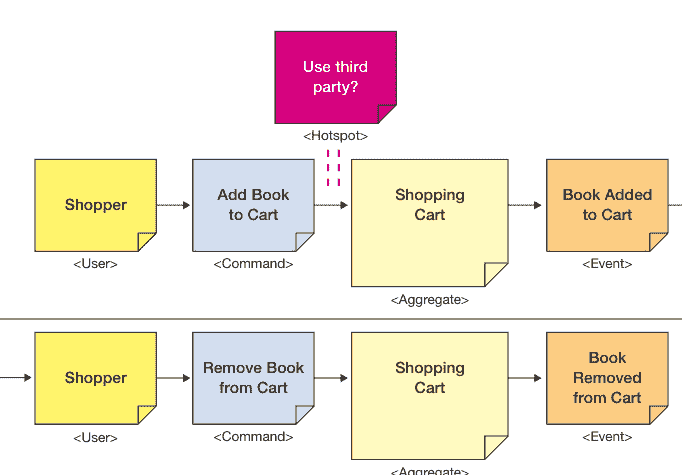 Use third
party?
<Hotspot>
Shopper
Add Book
to Cart
Shopping
Cart
Book Added
to Cart
<User>
<Command>
<Aggregate>
<Event>
Shopper
Remove Book
from Cart
Shopping
Cart
Book
Removed
from Cart
<User>
<Command>
<Aggregate>
<Event>